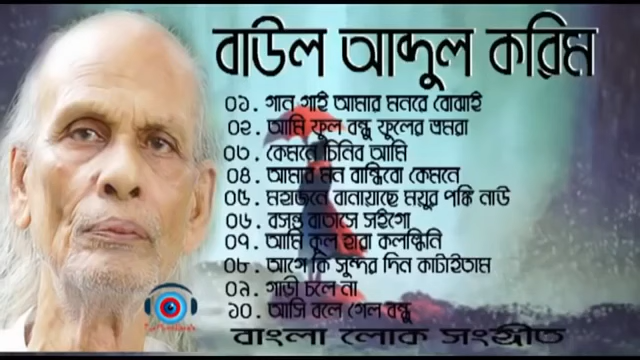 বাউল আব্দুল করিম
০১. গান গাই আমার মনরে বোঝাই
০২. আমি ফুল বন্ধু ফুলের ভমরা
০৩. কেমনে চিনিব আমি
০৪. আমার মন বান্ধিবো কেমনে
০৫. মহাজনে বানায়াছে ময়ুর পঙ্কি নাউ
০৬. বসন্ত বাতাসে সইগো
০৭. আমি কুল হারা কলঙ্কিনি
০৮. আগে কি সুন্দর দিন কাটাইতাম
০৯. গাড়ী চলে না
১০. আসি বলে গেল বন্ধু
বাংলা লোক সংঙ্গীত